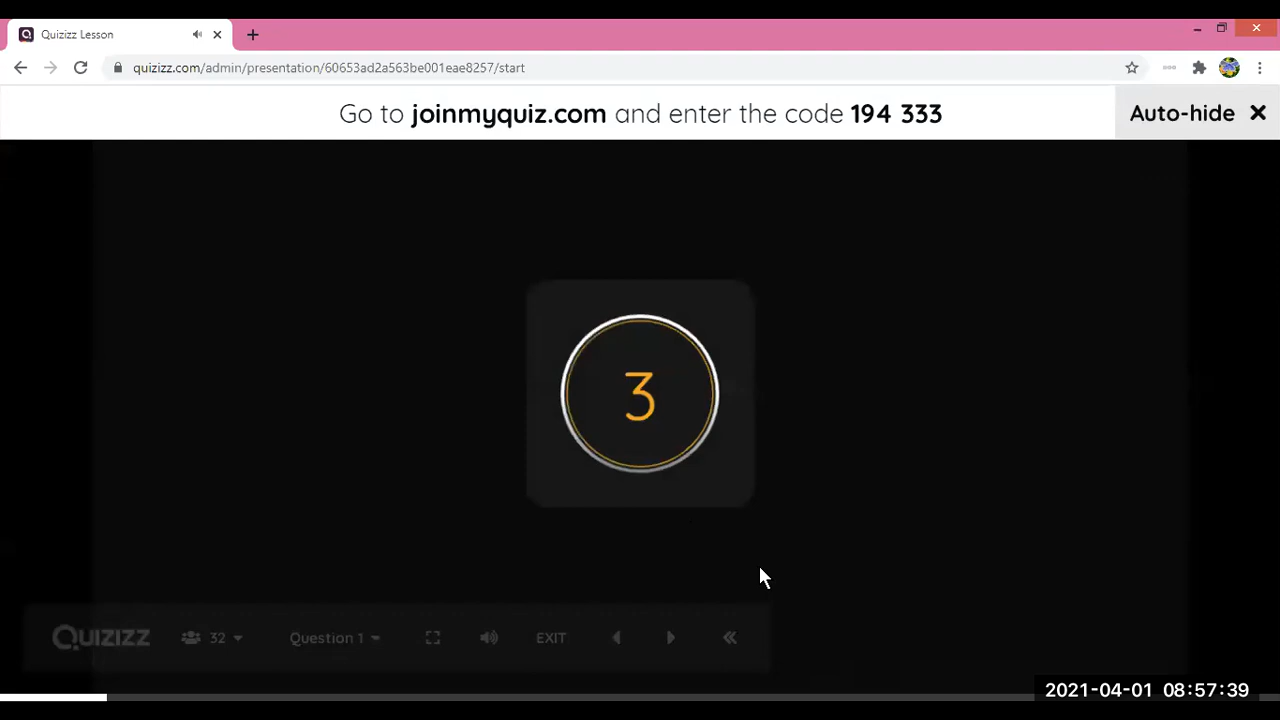 Quizizz Lesson
quizizz.com/admin/presentation/60653ad2a563be001eae8257/start
Go to joinmyquiz.com and enter the code 194 333
Auto-hide
3
QUIZIZZ 32 Question 1 EXIT
2021-04-01 08:57:39